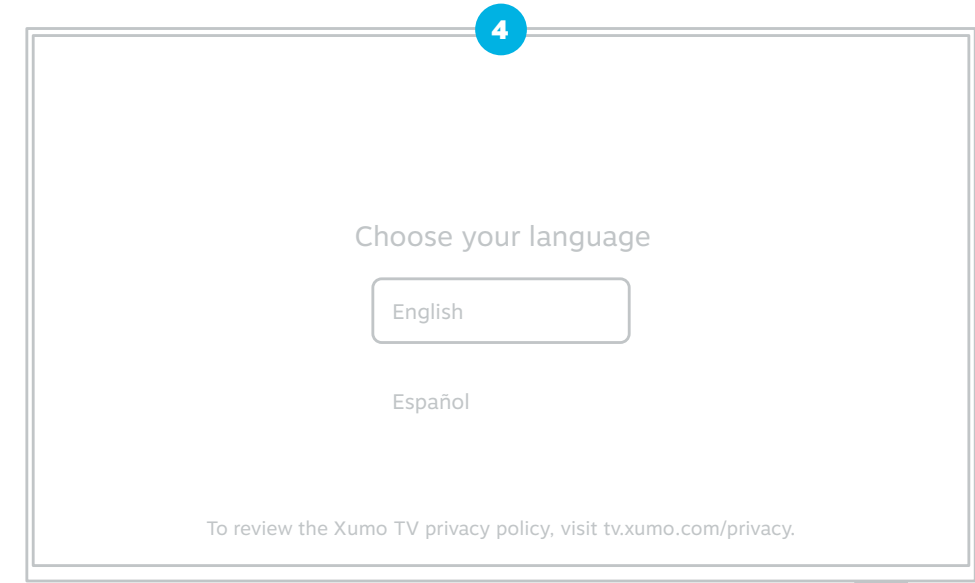 4
Choose your language
English
Español
To review the Xumo TV privacy policy, visit tv.xumo.com/privacy.